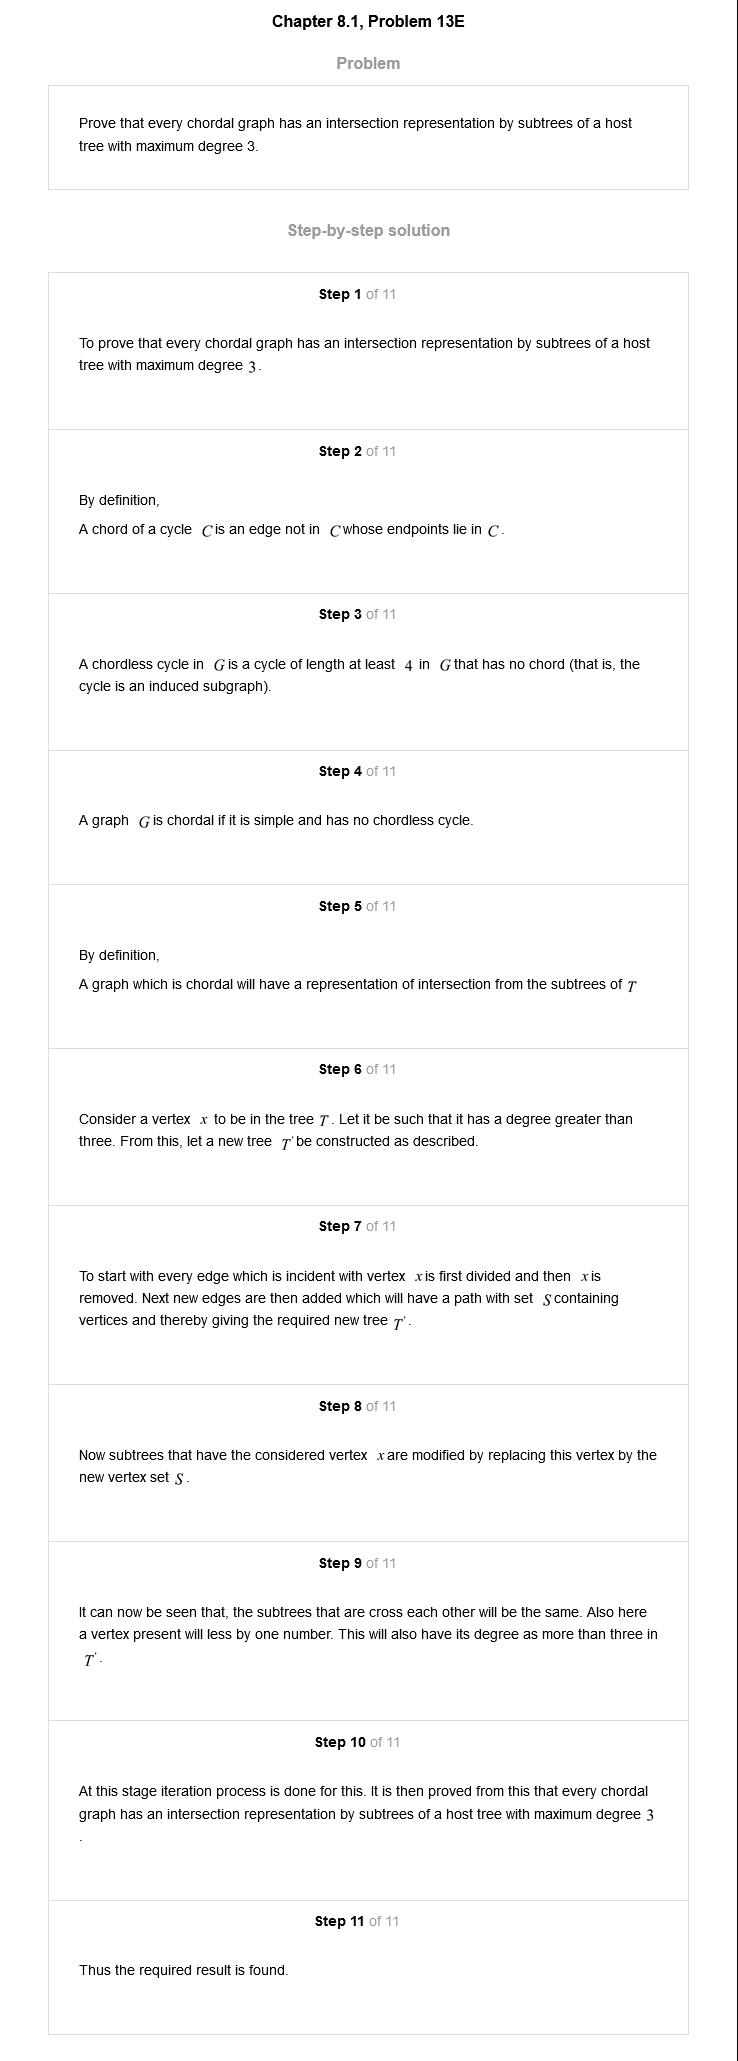 Chapter 8.1, Problem 13E
Problem
Prove that every chordal graph has an intersection representation by subtrees of a host
tree with maximum degree 3.
Step-by-step solution
Step 1 of 11
To prove that every chordal graph has an intersection representation by subtrees of a host
tree with maximum degree 3.
Step 2 of 11
By definition,
A chord of a cycle C is an edge not in C whose endpoints lie in C.
Step 3 of 11
A chordless cycle in G is a cycle of length at least 4 in G that has no chord (that is, the
cycle is an induced subgraph).
Step 4 of 11
A graph G is chordal if it is simple and has no chordless cycle.
Step 5 of 11
By definition,
A graph which is chordal will have a representation of intersection from the subtrees of T
Step 6 of 11
Consider a vertex x to be in the tree T. Let it be such that it has a degree greater than
three. From this, let a new tree T' be constructed as described.
Step 7 of 11
To start with every edge which is incident with vertex x is first divided and then x is
removed. Next new edges are then added which will have a path with set S containing
vertices and thereby giving the required new tree T'.
Step 8 of 11
Now subtrees that have the considered vertex x are modified by replacing this vertex by the
new vertex set S.
Step 9 of 11
It can now be seen that, the subtrees that are cross each other will be the same. Also here
a vertex present will less by one number. This will also have its degree as more than three in
T'.
Step 10 of 11
At this stage iteration process is done for this. It is then proved from this that every chordal
graph has an intersection representation by subtrees of a host tree with maximum degree 3
.
Step 11 of 11
Thus the required result is found.